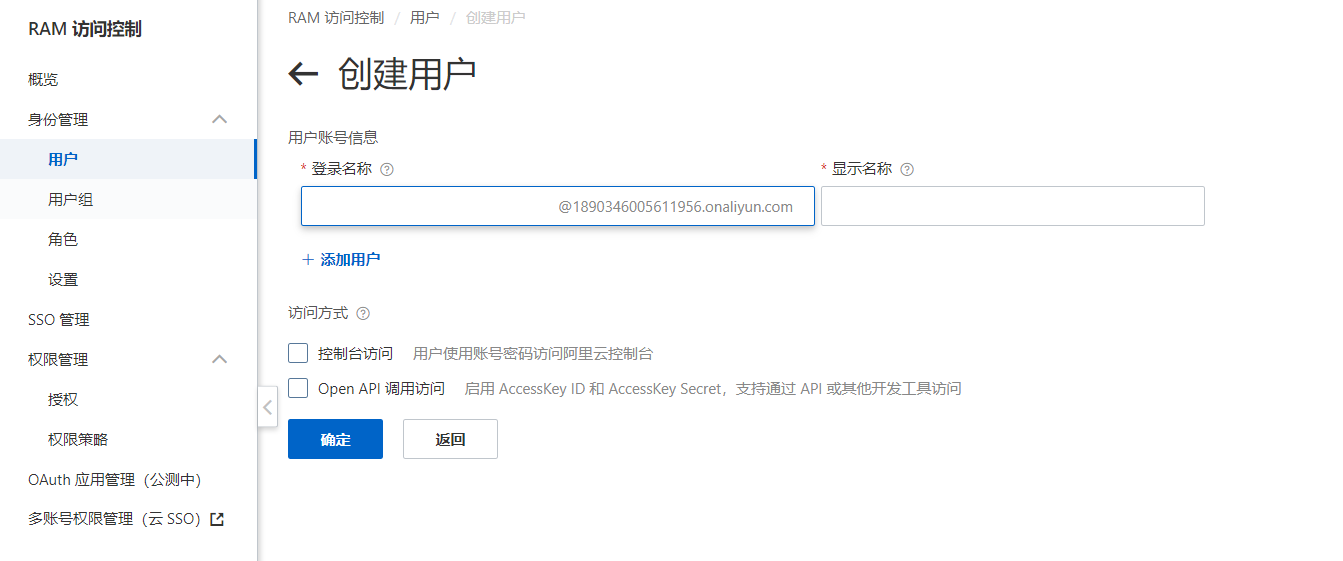 RAM 访问控制
概览
身份管理
用户
用户组
角色
设置
SSO 管理
权限管理
授权
权限策略
OAuth 应用管理（公测中）
多账号权限管理（云 SSO）
RAM 访问控制 / 用户 / 创建用户
创建用户
用户账号信息
* 登录名称 * 显示名称
@1890346005611956.onaliyun.com
+ 添加用户
访问方式
控制台访问 用户使用账号密码访问阿里云控制台
Open API 调用访问 启用 AccessKey ID 和 AccessKey Secret，支持通过 API 或其他开发工具访问
确定 返回